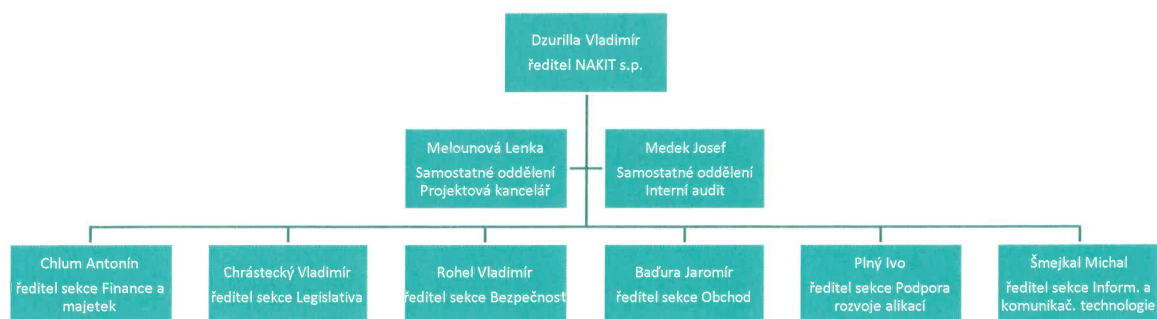 Dzurilla Vladimír
ředitel NAKIT s.p.
Melounová Lenka
Samostatné oddělení
Projektová kancelář
Medek Josef
Samostatné oddělení
Interní audit
Chlum Antonín
ředitel sekce Finance a
majetek
Chrástecký Vladimír
ředitel sekce Legislativa
Rohel Vladimír
ředitel sekce Bezpečnost
Baďura Jaromír
ředitel sekce Obchod
Plný Ivo
ředitel sekce Podpora
rozvoje alikací
Šmejkal Michal
ředitel sekce Inform. a
komunikač. technologie